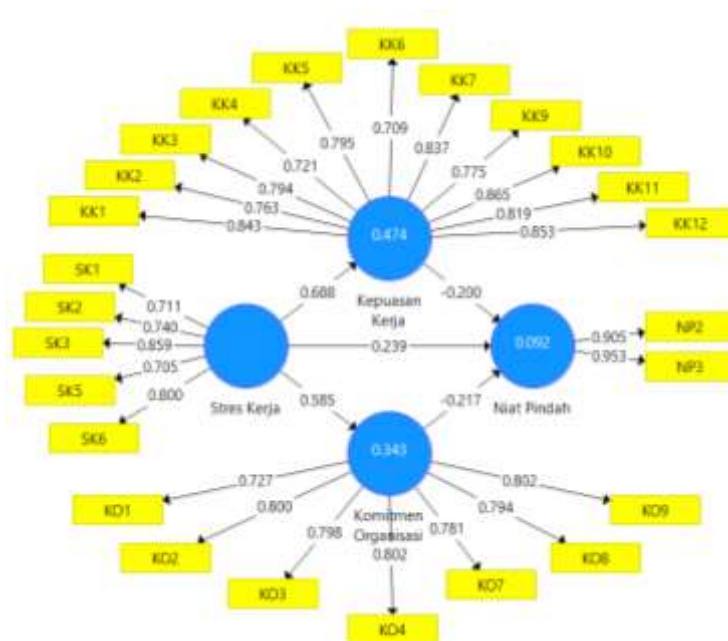 KK6
KK5
KK7
KK4
KK9
KK3
KK10
KK2
KK11
KK1
KK12
0.709
0.795
0.837
0.721
0.775
0.794
0.865
0.763
0.819
0.843
0.853
0.474
SK1
SK2
SK3
SK5
SK6
0.711
0.740
0.859
0.705
0.800
0.688
Kepuasan
Kerja
-0.200
0.239
0.092
0.905
0.953
NP2
NP3
Stres Kerja
0.585
-0.217
Niat Pindah
0.343
Komitmen
Organisasi
0.727
0.800
0.798
0.802
0.781
0.794
0.802
KO1
KO2
KO3
KO4
KO7
KO8
KO9